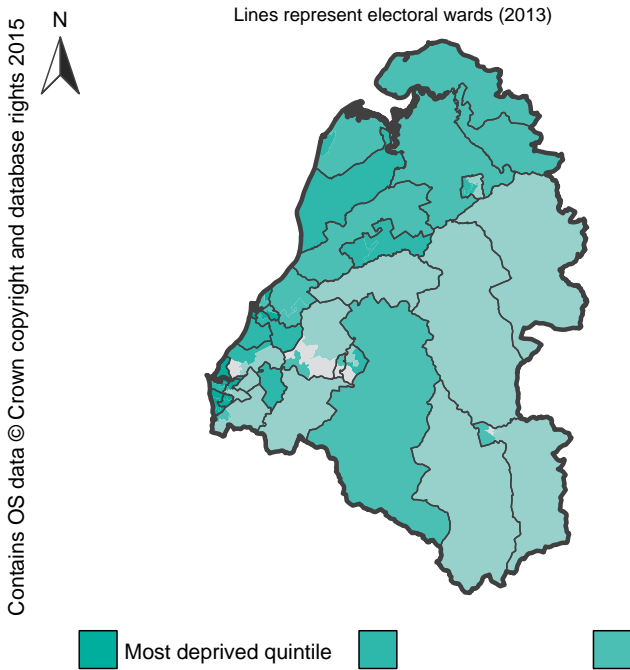 Lines represent electoral wards (2013)
N
Contains OS data © Crown copyright and database rights 2015
Most deprived quintile